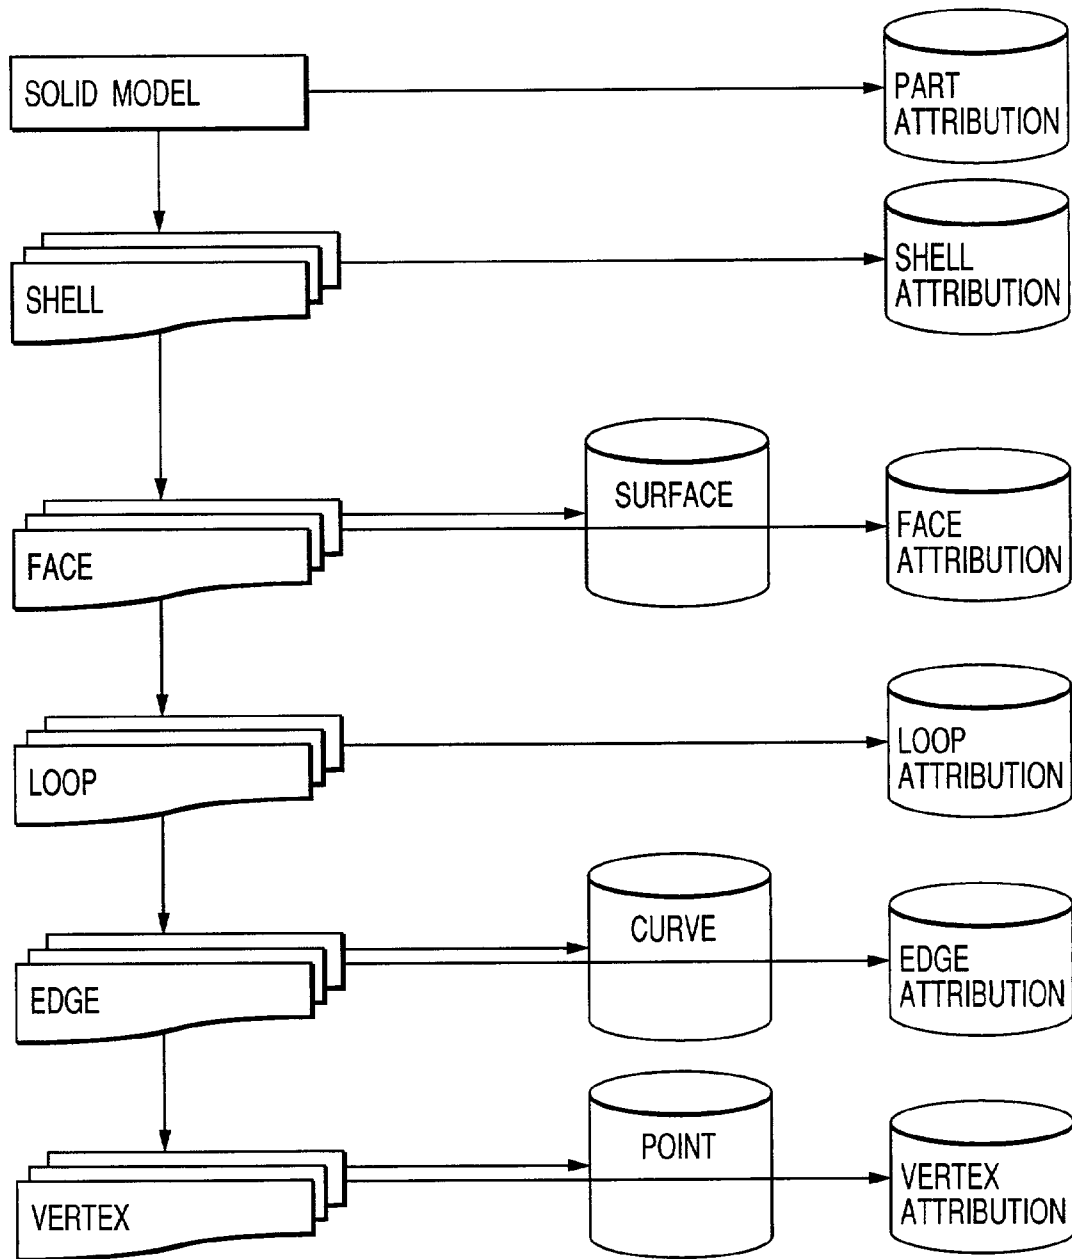 SOLID MODEL
PART
ATTRIBUTION
SHELL
SHELL
ATTRIBUTION
FACE
SURFACE
FACE
ATTRIBUTION
LOOP
LOOP
ATTRIBUTION
EDGE
CURVE
EDGE
ATTRIBUTION
VERTEX
POINT
VERTEX
ATTRIBUTION